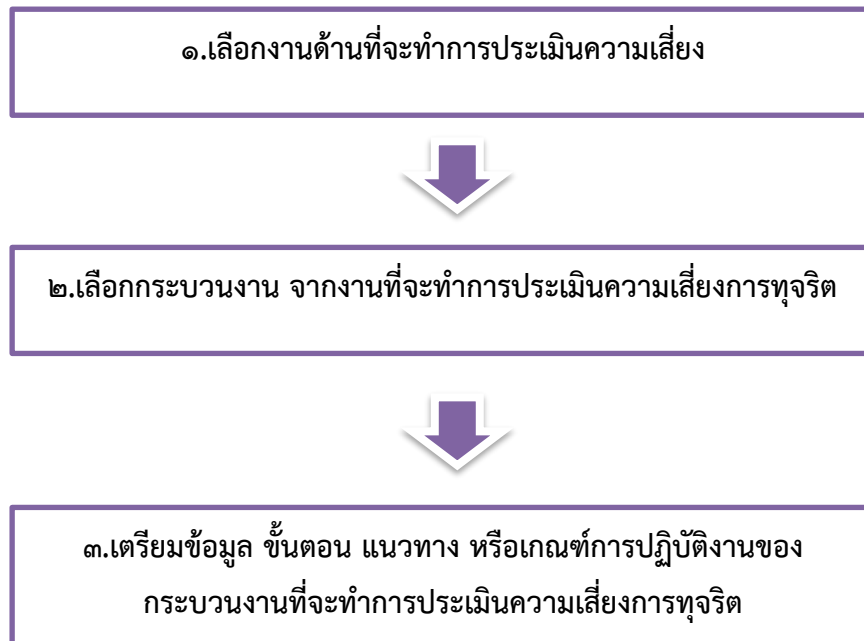 ๑.เลือกงานด้านที่จะทำการประเมินความเสี่ยง
๒.เลือกกระบวนงาน จากงานที่จะทำการประเมินความเสี่ยงการทุจริต
๓.เตรียมข้อมูล ขั้นตอน แนวทาง หรือเกณฑ์การปฏิบัติงานของ
กระบวนงานที่จะทำการประเมินความเสี่ยงการทุจริต